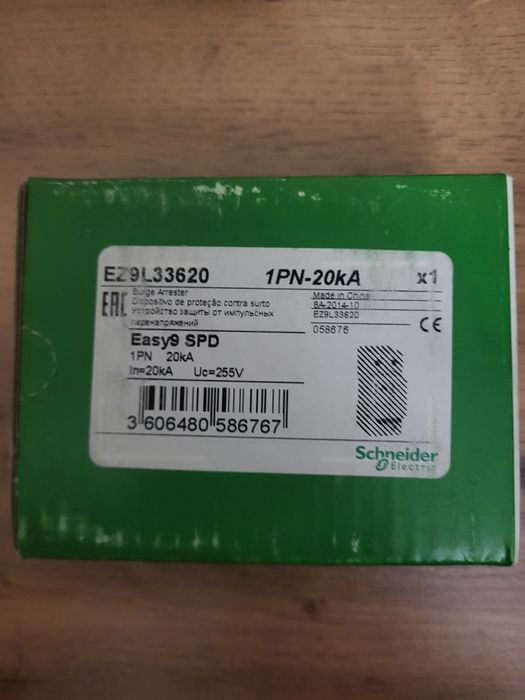 EZ9L33620 1PN-20kA x1
EAC Surge Arrester
Dispositivo de proteção contra surto
Устройство защиты от импульсных
перенапряжений
Made in China
8A-2014-10
EZ9L33620
058676
CE
Easy9 SPD
1PN 20kA
In=20kA Uc=255V
3 606480 586767
Schneider
Electric